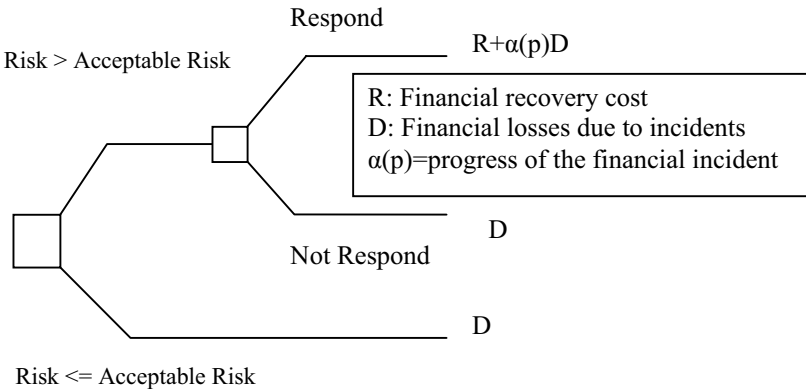 Respond
R+α(p)D
Risk > Acceptable Risk
R: Financial recovery cost
D: Financial losses due to incidents
α(p)=progress of the financial incident
D
Not Respond
D
Risk <= Acceptable Risk